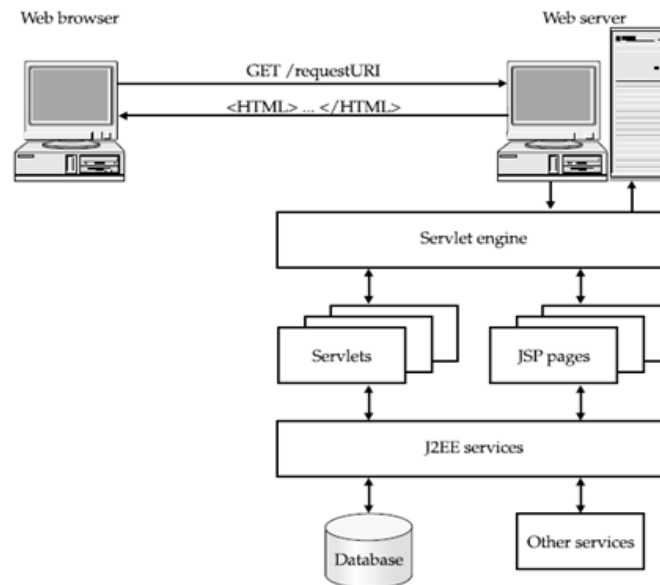 Web browser
Web server
GET /requestURI
<HTML> ... </HTML>
Servlet engine
Servlets
JSP pages
J2EE services
Database
Other services